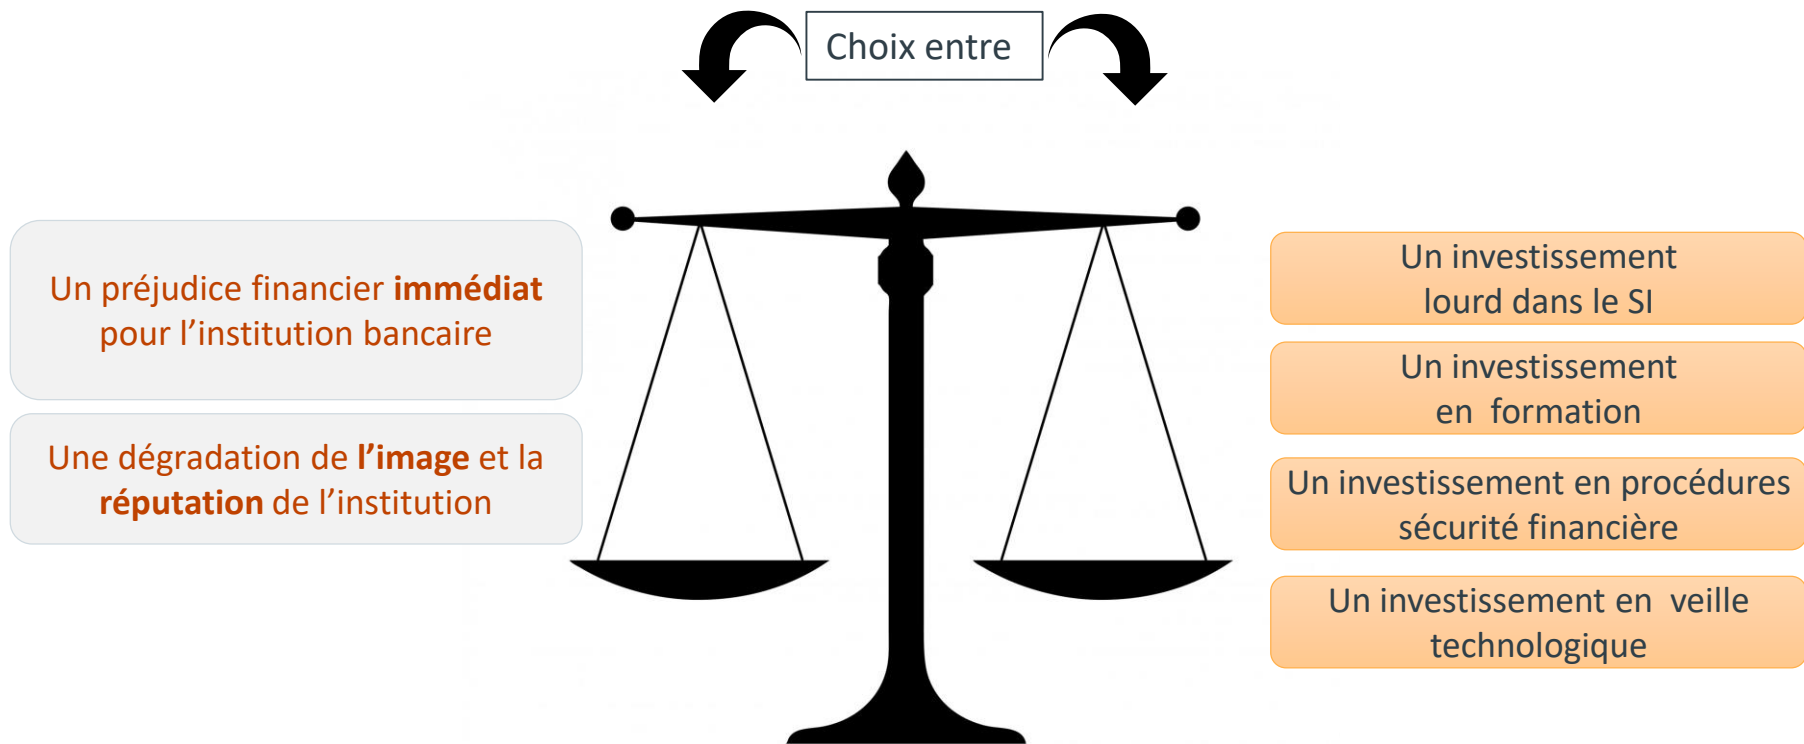 Choix entre
Un préjudice financier immédiat
pour l’institution bancaire
Une dégradation de l’image et la
réputation de l’institution
Un investissement
lourd dans le SI
Un investissement
en  formation
Un investissement en procédures
sécurité financière
Un investissement en  veille
technologique